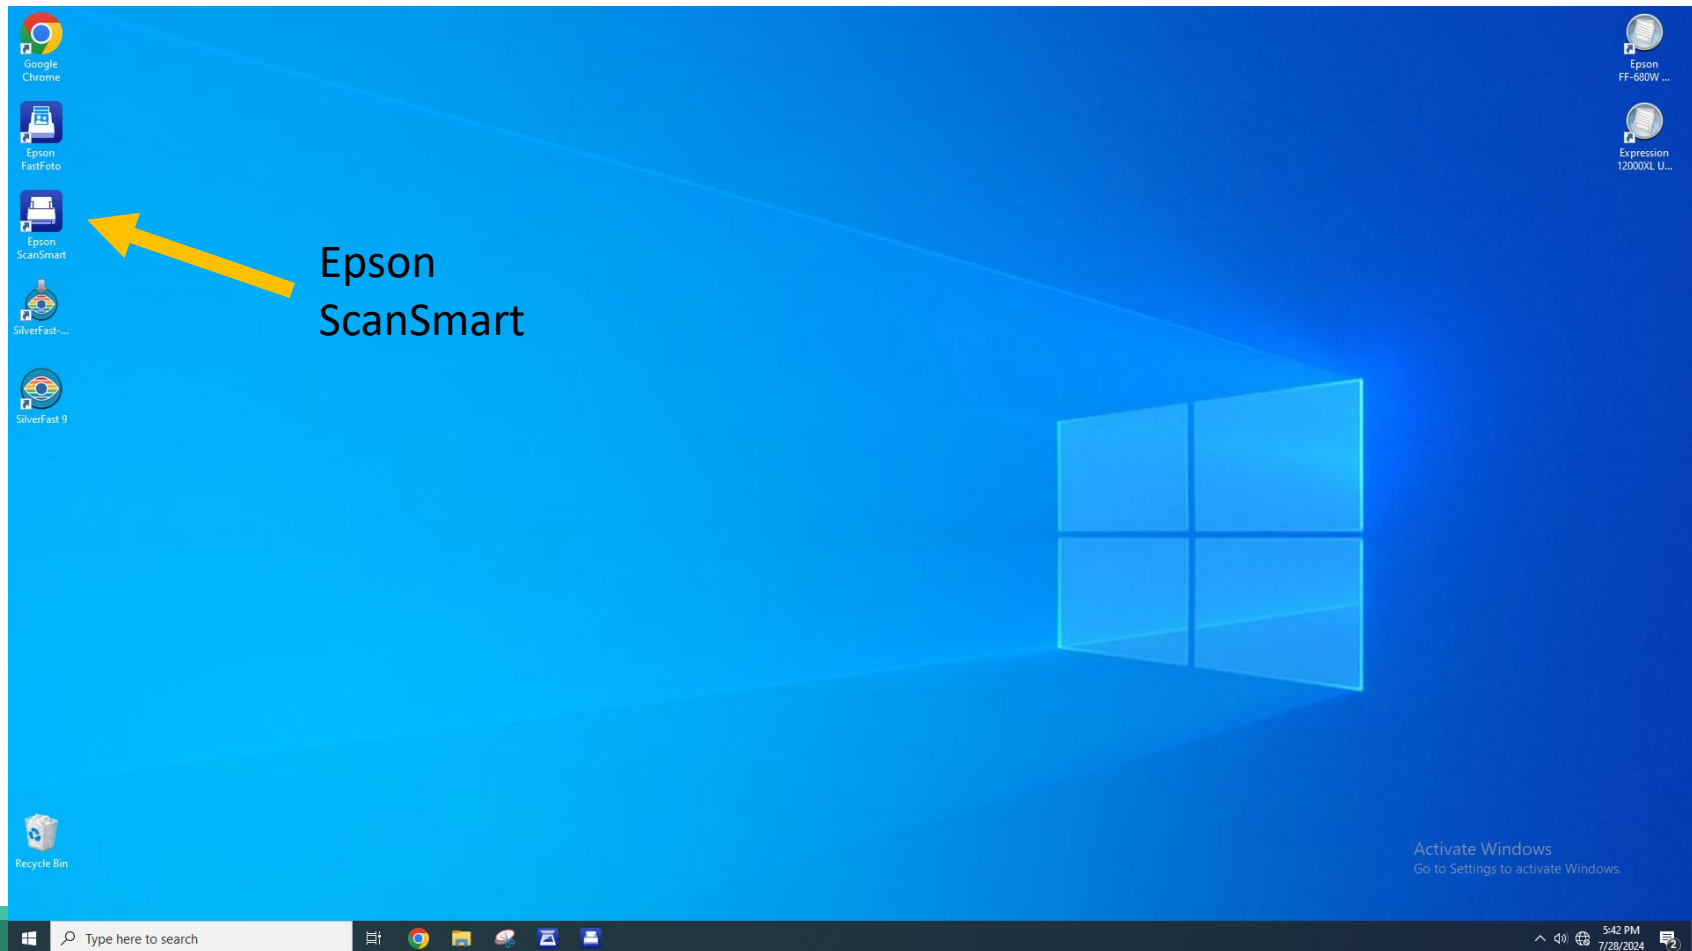 Google
Chrome
Epson
FastFoto
Epson
ScanSmart
SilverFast-...
SilverFast 9
Recycle Bin
Epson
ScanSmart
Epson
FF-680W ...
Expression
12000XL U...
Activate Windows
Go to Settings to activate Windows.
Type here to search
5:42 PM
7/28/2024
2